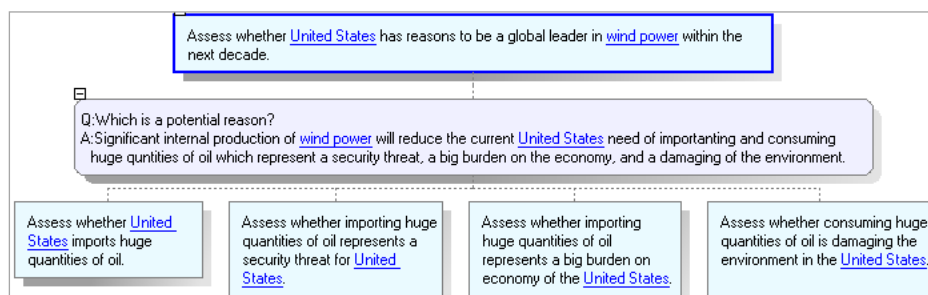 Assess whether United States has reasons to be a global leader in wind power within the
next decade.
Q:Which is a potential reason?
A:Significant internal production of wind power will reduce the current United States need of importanting and consuming
huge quntities of oil which represent a security threat, a big burden on the economy, and a damaging of the environment.
Assess whether United
States imports huge
quantities of oil.
Assess whether importing huge
quantities of oil represents a
security threat for United
States.
Assess whether importing
huge quantities of oil
represents a big burden on
economy of the United States.
Assess whether consuming huge
quantities of oil is damaging the
environment in the United States.